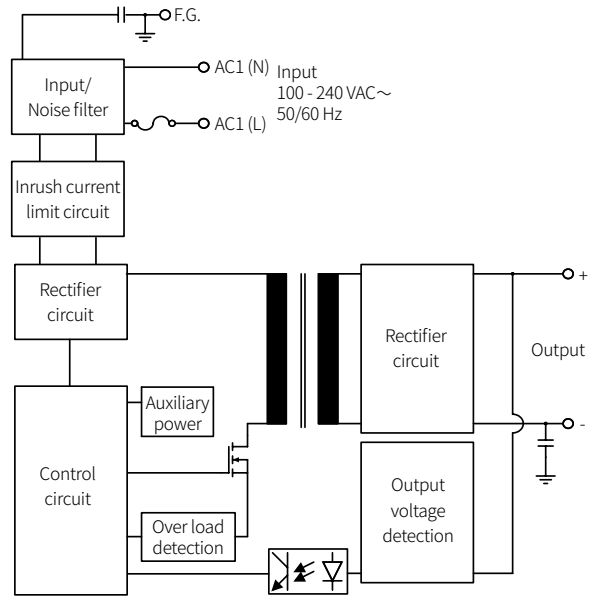 F.G.
AC1 (N)
Input
100 - 240 VAC～
50/60 Hz
Input/
Noise filter
AC1 (L)
Inrush current
limit circuit
Rectifier
circuit
+
Rectifier
circuit
Output
-
Auxiliary
power
Control
circuit
Output
voltage
detection
Over load
detection